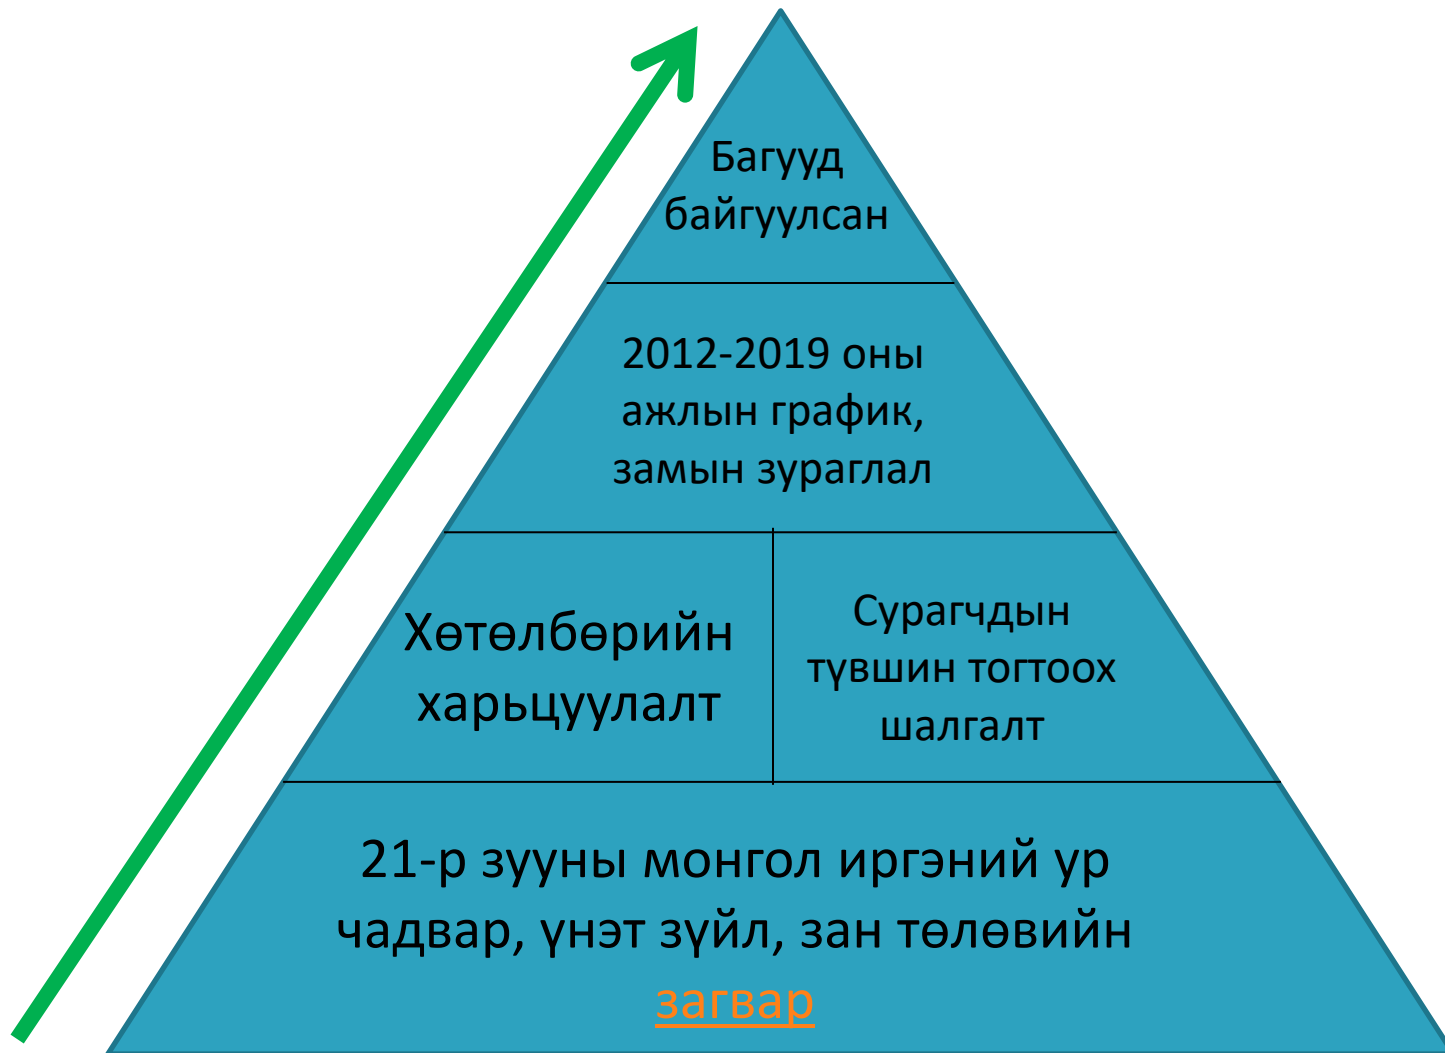 Багууд
байгуулсан
2012-2019 оны
ажлын график,
замын зураглал
Хөтөлбөрийн
харьцуулалт
Сурагчдын
түвшин тогтоох
шалгалт
21-р зууны монгол иргэний ур
чадвар, үнэт зүйл, зан төлөвийн
загвар